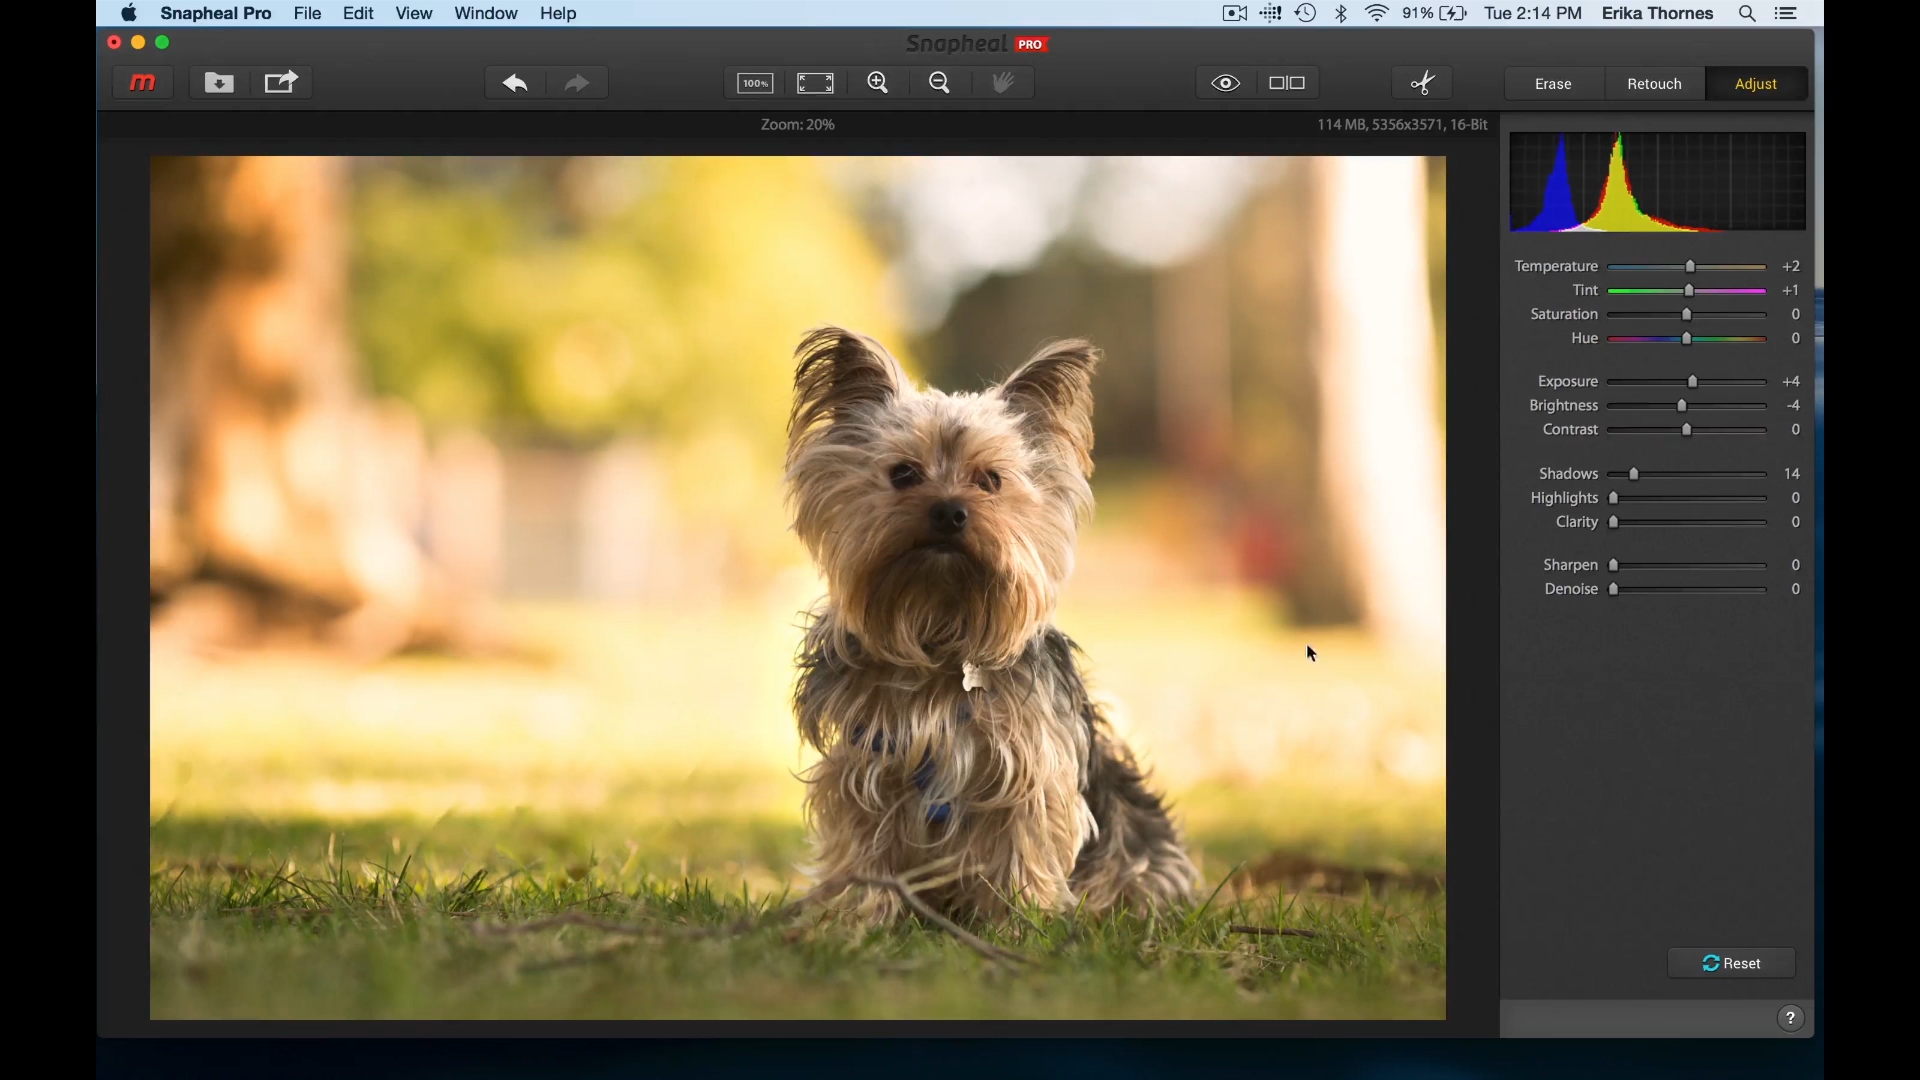 Snapheal Pro File Edit View Window Help 91% Tue 2:14 PM Erika Thornes
Snapheal PRO
m 100% Erase Retouch Adjust
Zoom: 20% 114 MB, 5356x3571, 16-Bit
Temperature +2
Tint +1
Saturation 0
Hue 0
Exposure +4
Brightness -4
Contrast 0
Shadows 14
Highlights 0
Clarity 0
Sharpen 0
Denoise 0
Reset
?